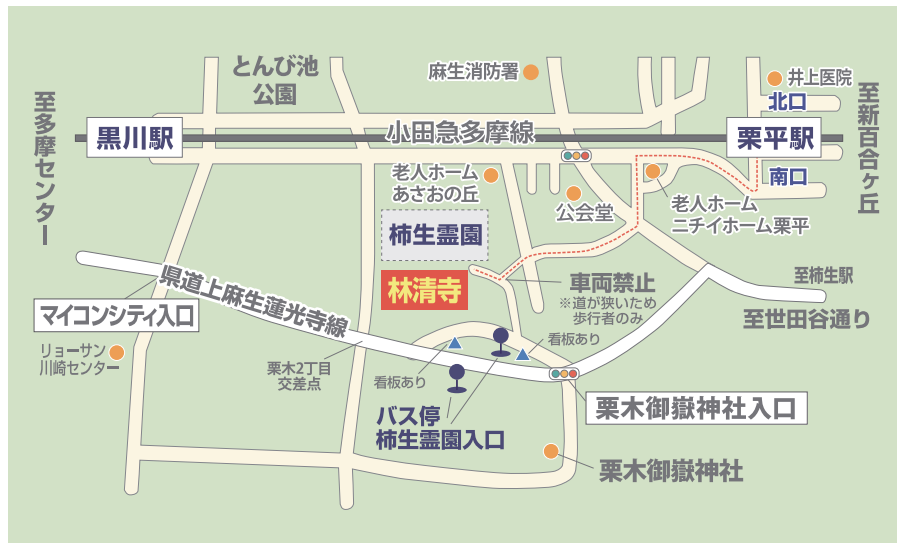 とんび池
公園
麻生消防署
井上医院
北口
至新百合ヶ丘
至多摩センター
黒川駅
小田急多摩線
栗平駅
南口
老人ホーム
あさおの丘
公会堂
老人ホーム
ニチイホーム栗平
柿生霊園
林清寺
車両禁止
※道が狭いため
歩行者のみ
至柿生駅
至世田谷通り
県道上麻生蓮光寺線
マイコンシティ入口
リョーサン
川崎センター
栗木2丁目
交差点
看板あり
看板あり
バス停
柿生霊園入口
栗木御嶽神社入口
栗木御嶽神社